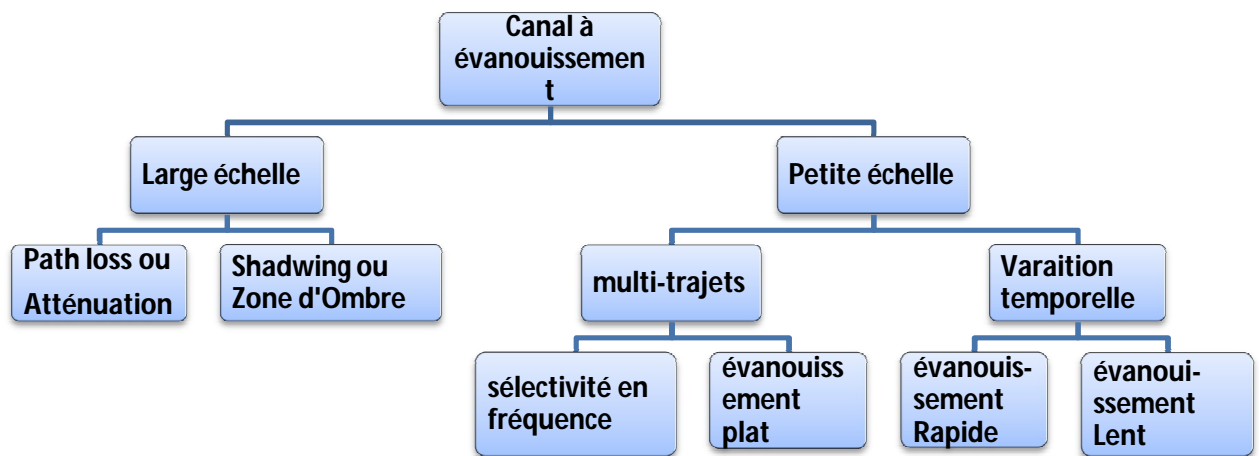 Canal à
évanouissemen
t
Large échelle
Petite échelle
Path loss ou
Atténuation
Shadwing ou
Zone d'Ombre
multi-trajets
Varaition
temporelle
sélectivité en
fréquence
évanouiss
ement
plat
évanouis-
sement
Rapide
évanoui-
ssement
Lent